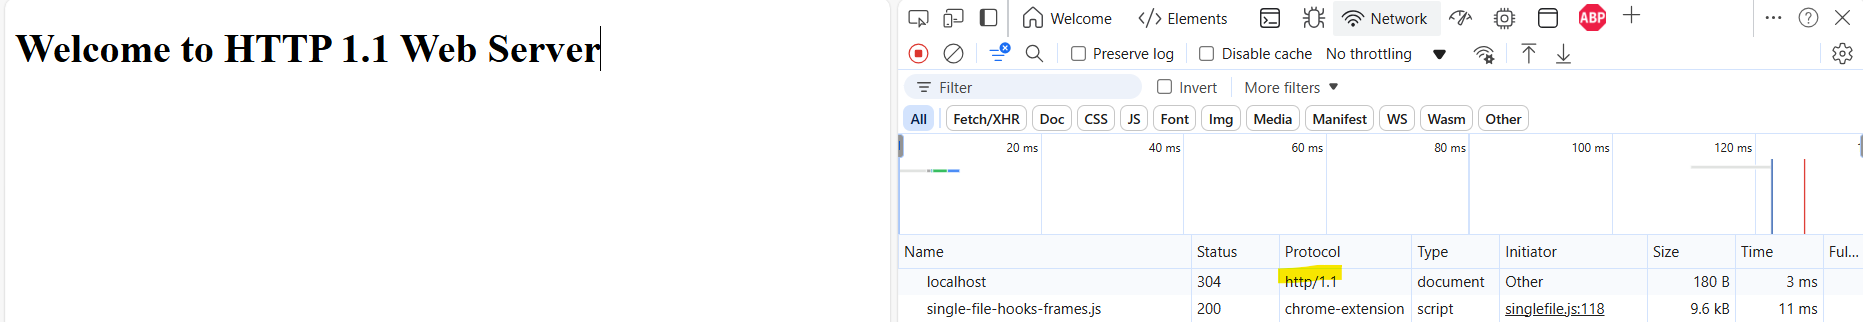 Welcome to HTTP 1.1 Web Server
Welcome Elements Network ABP
Preserve log Disable cache No throttling
Filter Invert More filters
All Fetch/XHR Doc CSS JS Font Img Media Manifest WS Wasm Other
20 ms 40 ms 60 ms 80 ms 100 ms 120 ms
Name Status Protocol Type Initiator Size Time Ful...
localhost 304 http/1.1 document Other 180 B 3 ms
single-file-hooks-frames.js 200 chrome-extension script singlefile.js:118 9.6 kB 11 ms